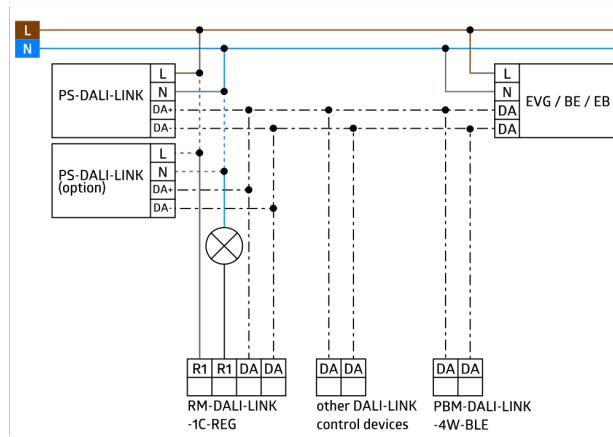 L
N
PS-DALI-LINK
L
N
DA+
DA-
L
N
DA
DA
EVG / BE / EB
PS-DALI-LINK
(option)
L
N
DA+
DA-
R1 R1 DA DA
DA DA
DA DA
RM-DALI-LINK
-1C-REG
other DALI-LINK
control devices
PBM-DALI-LINK
-4W-BLE